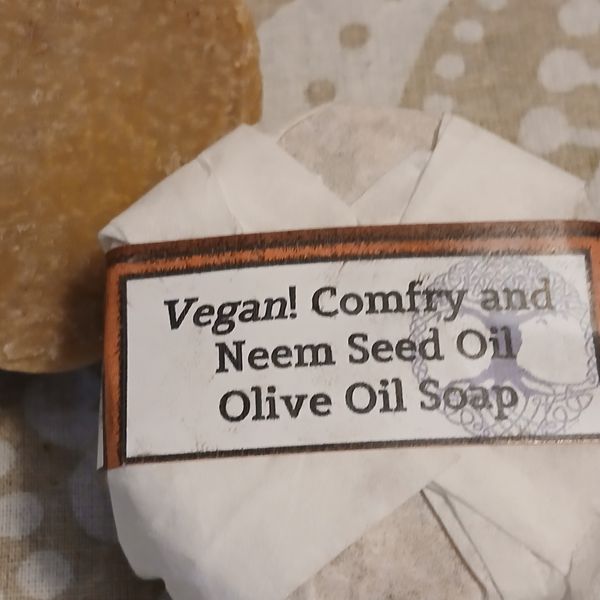 Vegan! Comfry and
Neem Seed Oil
Olive Oil Soap